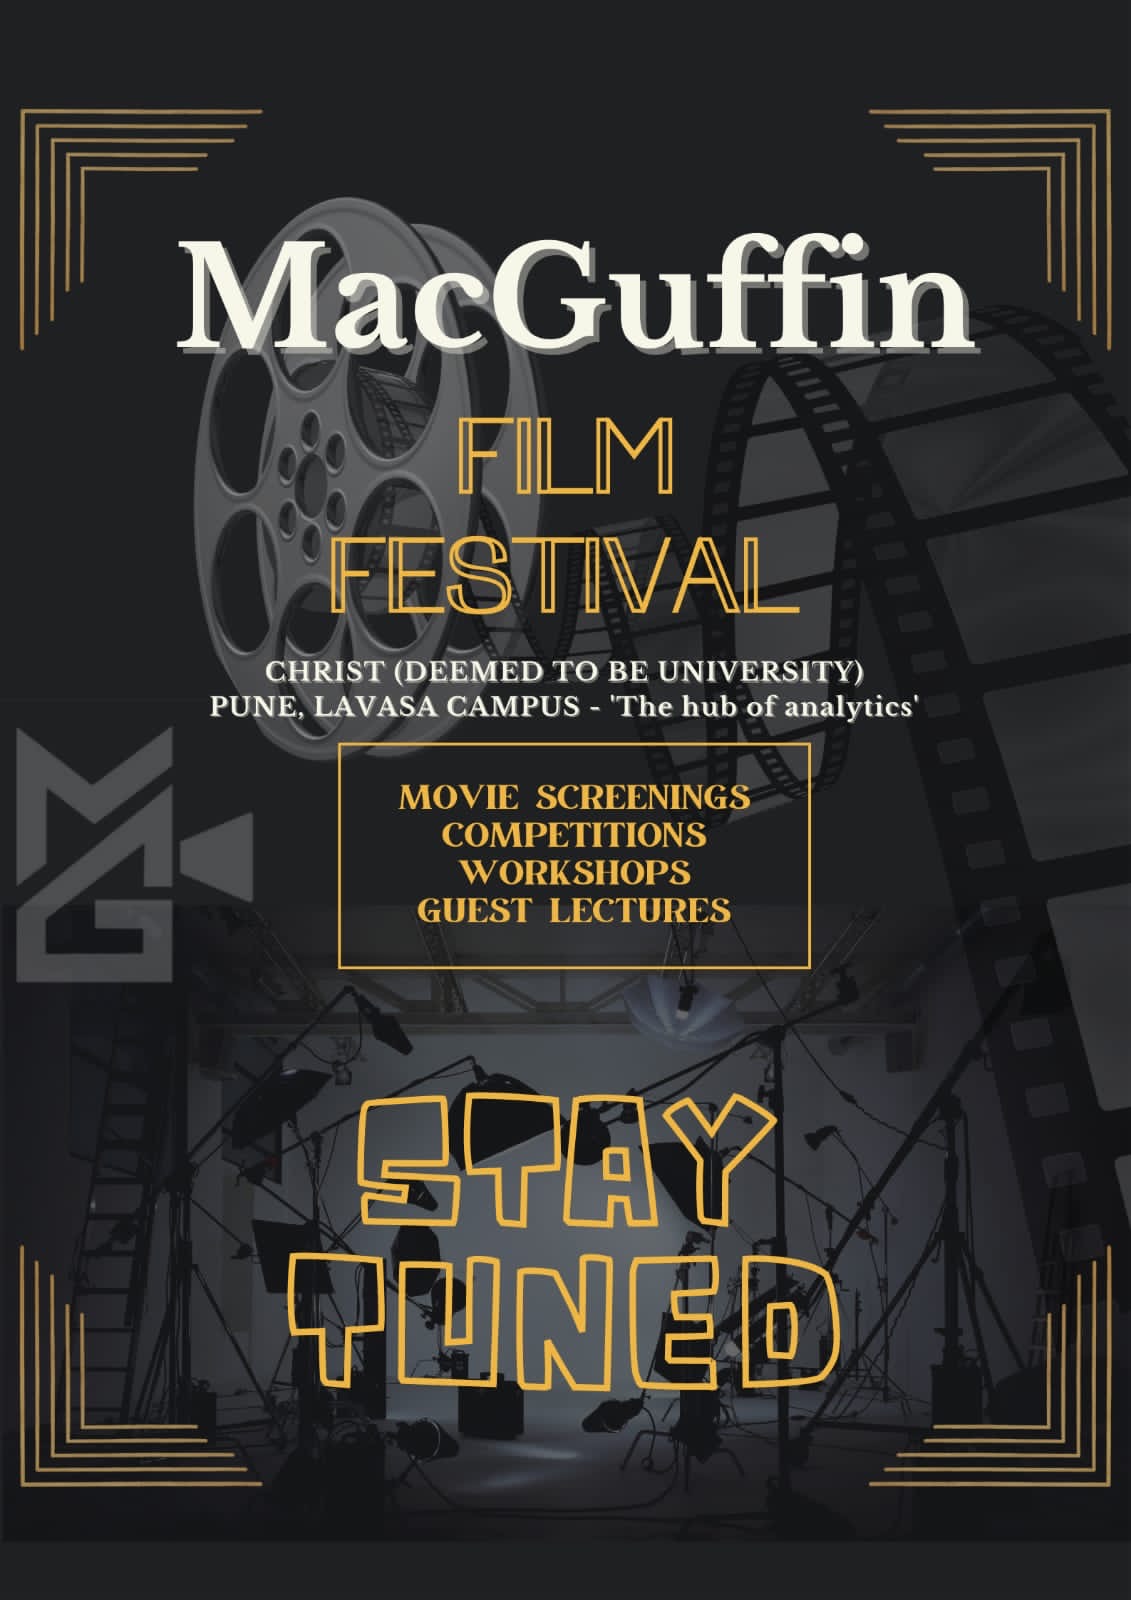 MacGuffin
FILM
FESTIVAL
CHRIST (DEEMED TO BE UNIVERSITY)
PUNE, LAVASA CAMPUS - 'The hub of analytics'
MOVIE SCREENINGS
COMPETITIONS
WORKSHOPS
GUEST LECTURES
MG
STAY
TUNED